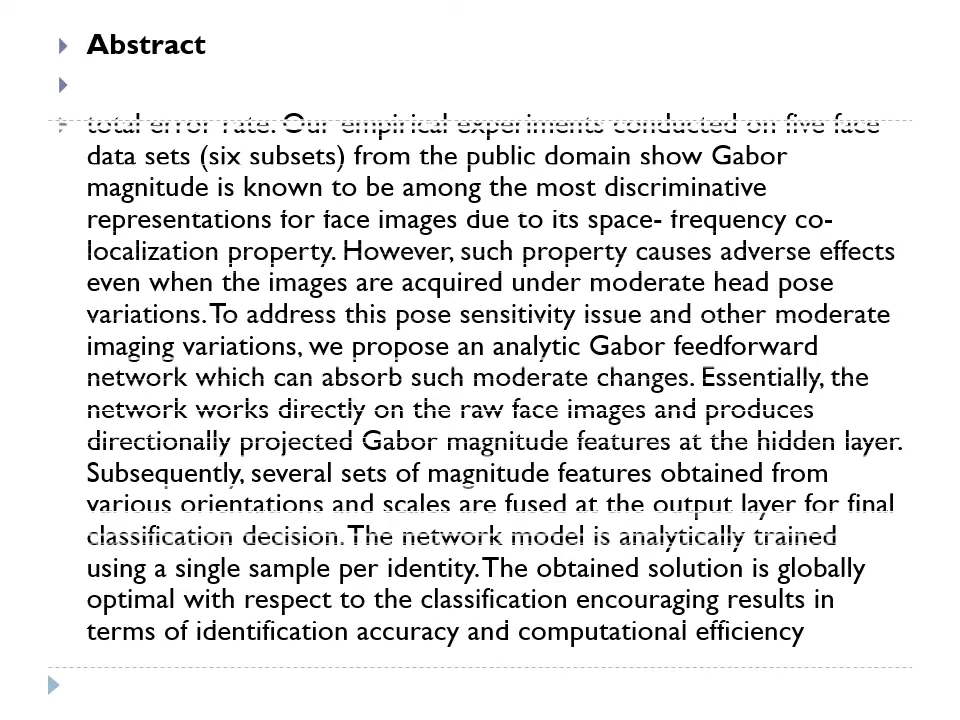 Abstract
total error rate. Our empirical experiments conducted on five face
data sets (six subsets) from the public domain show Gabor
magnitude is known to be among the most discriminative
representations for face images due to its space- frequency co-
localization property. However, such property causes adverse effects
even when the images are acquired under moderate head pose
variations. To address this pose sensitivity issue and other moderate
imaging variations, we propose an analytic Gabor feedforward
network which can absorb such moderate changes. Essentially, the
network works directly on the raw face images and produces
directionally projected Gabor magnitude features at the hidden layer.
Subsequently, several sets of magnitude features obtained from
various orientations and scales are fused at the output layer for final
classification decision. The network model is analytically trained
using a single sample per identity. The obtained solution is globally
optimal with respect to the classification encouraging results in
terms of identification accuracy and computational efficiency